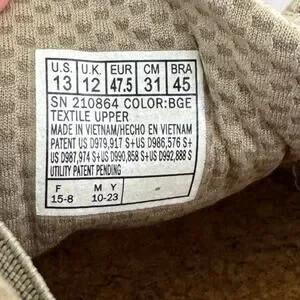 U.S. U.K. EUR CM BRA
13 12 47.5 31 45
SN 210864 COLOR:BGE
TEXTILE UPPER
MADE IN VIETNAM/HECHO EN VIETNAM
PATENT US D979,917 S+US D986,576 S+
US D987,974 S+US D990,858 S+US D992,888 S
UTILITY PATENT PENDING
F M Y
15-8 10-23